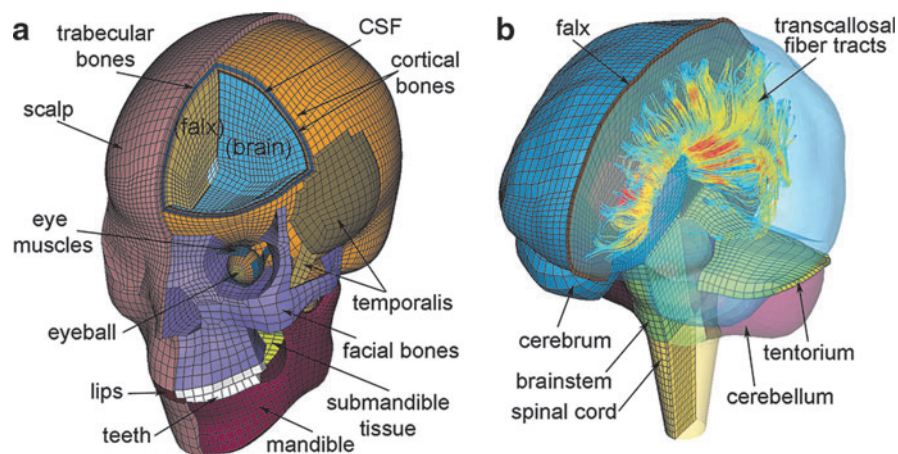 a
trabecular
bones
CSF
cortical
bones
scalp
(falx)
(brain)
eye
muscles
temporalis
eyeball
facial bones
lips
submandible
tissue
teeth
mandible
b
falx
transcallosal
fiber tracts
cerebrum
tentorium
brainstem
cerebellum
spinal cord